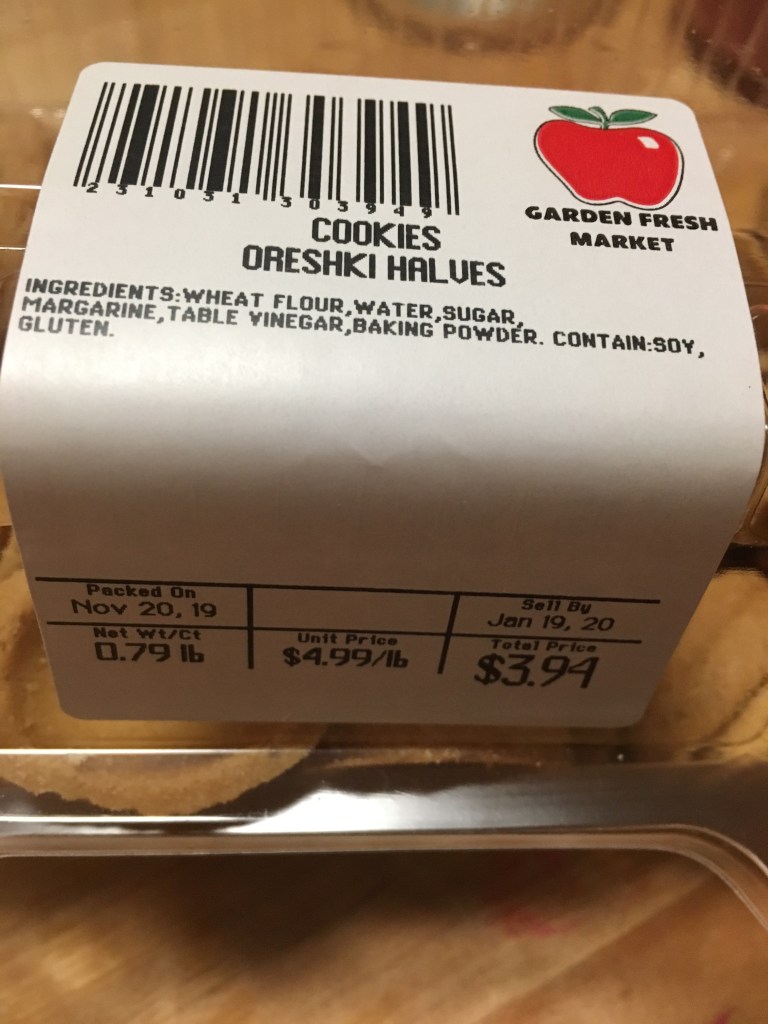 2 31031 303949
GARDEN FRESH
MARKET
COOKIES
ORESHKI HALVES
INGREDIENTS:WHEAT FLOUR,WATER,SUGAR,
MARGARINE,TABLE VINEGAR,BAKING POWDER. CONTAIN:SOY,
GLUTEN.
Packed On
Nov 20, 19
Sell By
Jan 19, 20
Net Wt/Ct
0.79 lb
Unit Price
$4.99/lb
Total Price
$3.94